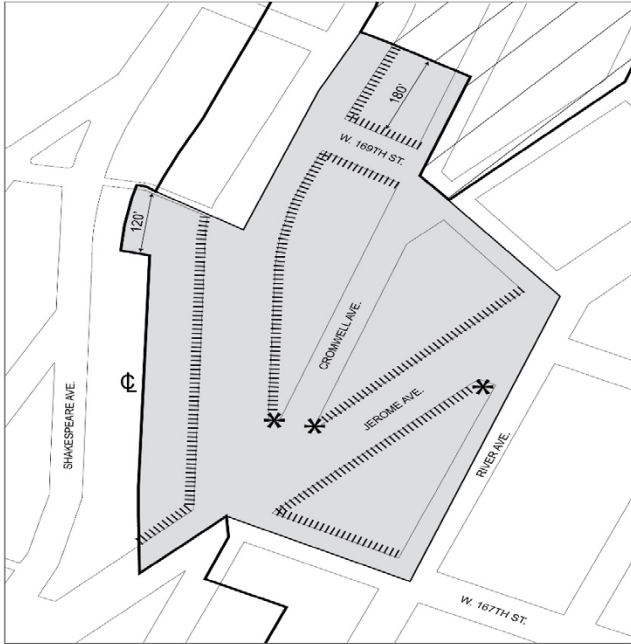 180'
W. 169TH ST.
120'
CROMWELL AVE.
℄
JEROME AVE.
SHAKESPEARE AVE.
RIVER AVE.
W. 167TH ST.